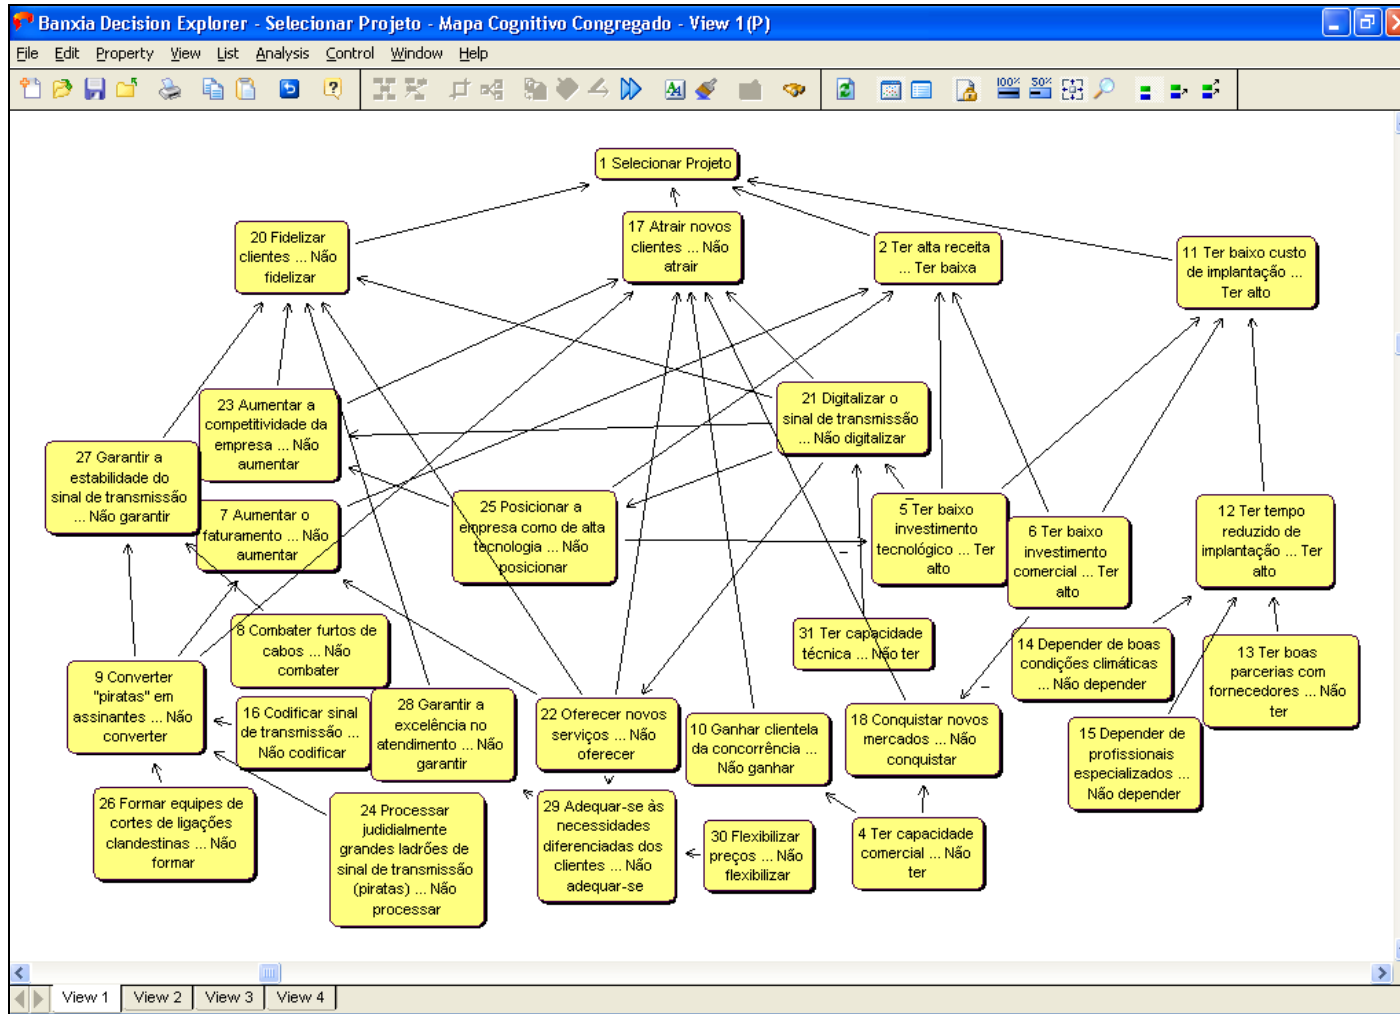 Banxia Decision Explorer - Selecionar Projeto - Mapa Cognitivo Congregado - View 1(P)
File Edit Property View List Analysis Control Window Help
100% 50%
1 Selecionar Projeto
20 Fidelizar
clientes ... Não
fidelizar
17 Atrair novos
clientes ... Não
atrair
2 Ter alta receita
... Ter baixa
11 Ter baixo custo
de implantação ...
Ter alto
23 Aumentar a
competitividade da
empresa ... Não
aumentar
21 Digitalizar o
sinal de transmissão
... Não digitalizar
27 Garantir a
estabilidade do
sinal de transmissão
... Não garantir
7 Aumentar o
faturamento ... Não
aumentar
25 Posicionar a
empresa como de alta
tecnologia ... Não
posicionar
5 Ter baixo
investimento
tecnológico ... Ter
alto
6 Ter baixo
investimento
comercial ... Ter
alto
12 Ter tempo
reduzido de
implantação ... Ter
alto
8 Combater furtos de
cabos ... Não
combater
31 Ter capacidade
técnica ... Não ter
14 Depender de boas
condições climáticas
... Não depender
13 Ter boas
parcerias com
fornecedores ... Não
ter
9 Converter
"piratas" em
assinantes ... Não
converter
16 Codificar sinal
de transmissão ...
Não codificar
28 Garantir a
excelência no
atendimento ... Não
garantir
22 Oferecer novos
serviços ... Não
oferecer
10 Ganhar clientela
da concorrência ...
Não ganhar
18 Conquistar novos
mercados ... Não
conquistar
15 Depender de
profissionais
especializados ...
Não depender
26 Formar equipes de
cortes de ligações
clandestinas ... Não
formar
24 Processar
judidialmente
grandes ladrões de
sinal de transmissão
(piratas) ... Não
processar
29 Adequar-se às
necessidades
diferenciadas dos
clientes ... Não
adequar-se
30 Flexibilizar
preços ... Não
flexibilizar
4 Ter capacidade
comercial ... Não
ter
View 1 View 2 View 3 View 4